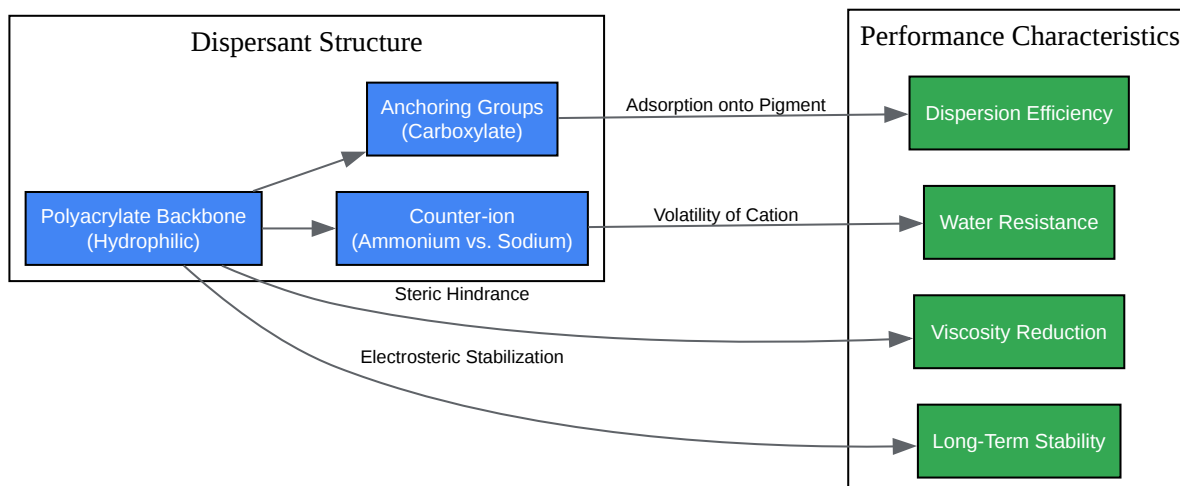 Dispersant Structure
Performance Characteristics
Anchoring Groups
(Carboxylate)
Adsorption onto Pigment
Dispersion Efficiency
Polyacrylate Backbone
(Hydrophilic)
Counter-ion
(Ammonium vs. Sodium)
Volatility of Cation
Water Resistance
Steric Hindrance
Viscosity Reduction
Electrosteric Stabilization
Long-Term Stability